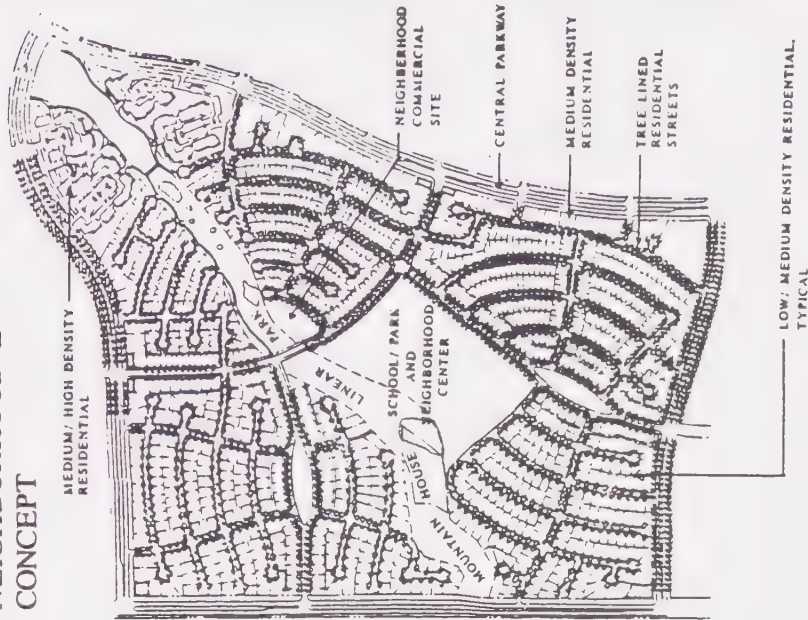 NEIGHBORHOOD
CONCEPT
MEDIUM/ HIGH DENSITY
RESIDENTIAL
NEIGHBERHOOD
COMMERCIAL
SITE
CENTRAL PARKWAY
MEDIUM DENSITY
RESIDENTIAL
TREE LINED
RESIDENTIAL
STREETS
LOW/ MEDIUM DENSITY RESIDENTIAL,
TYPICAL
SCHOOL/ PARK
AND
NEIGHBORHOOD
CENTER
MOUNTAIN HOUSE
LINEAR PARK